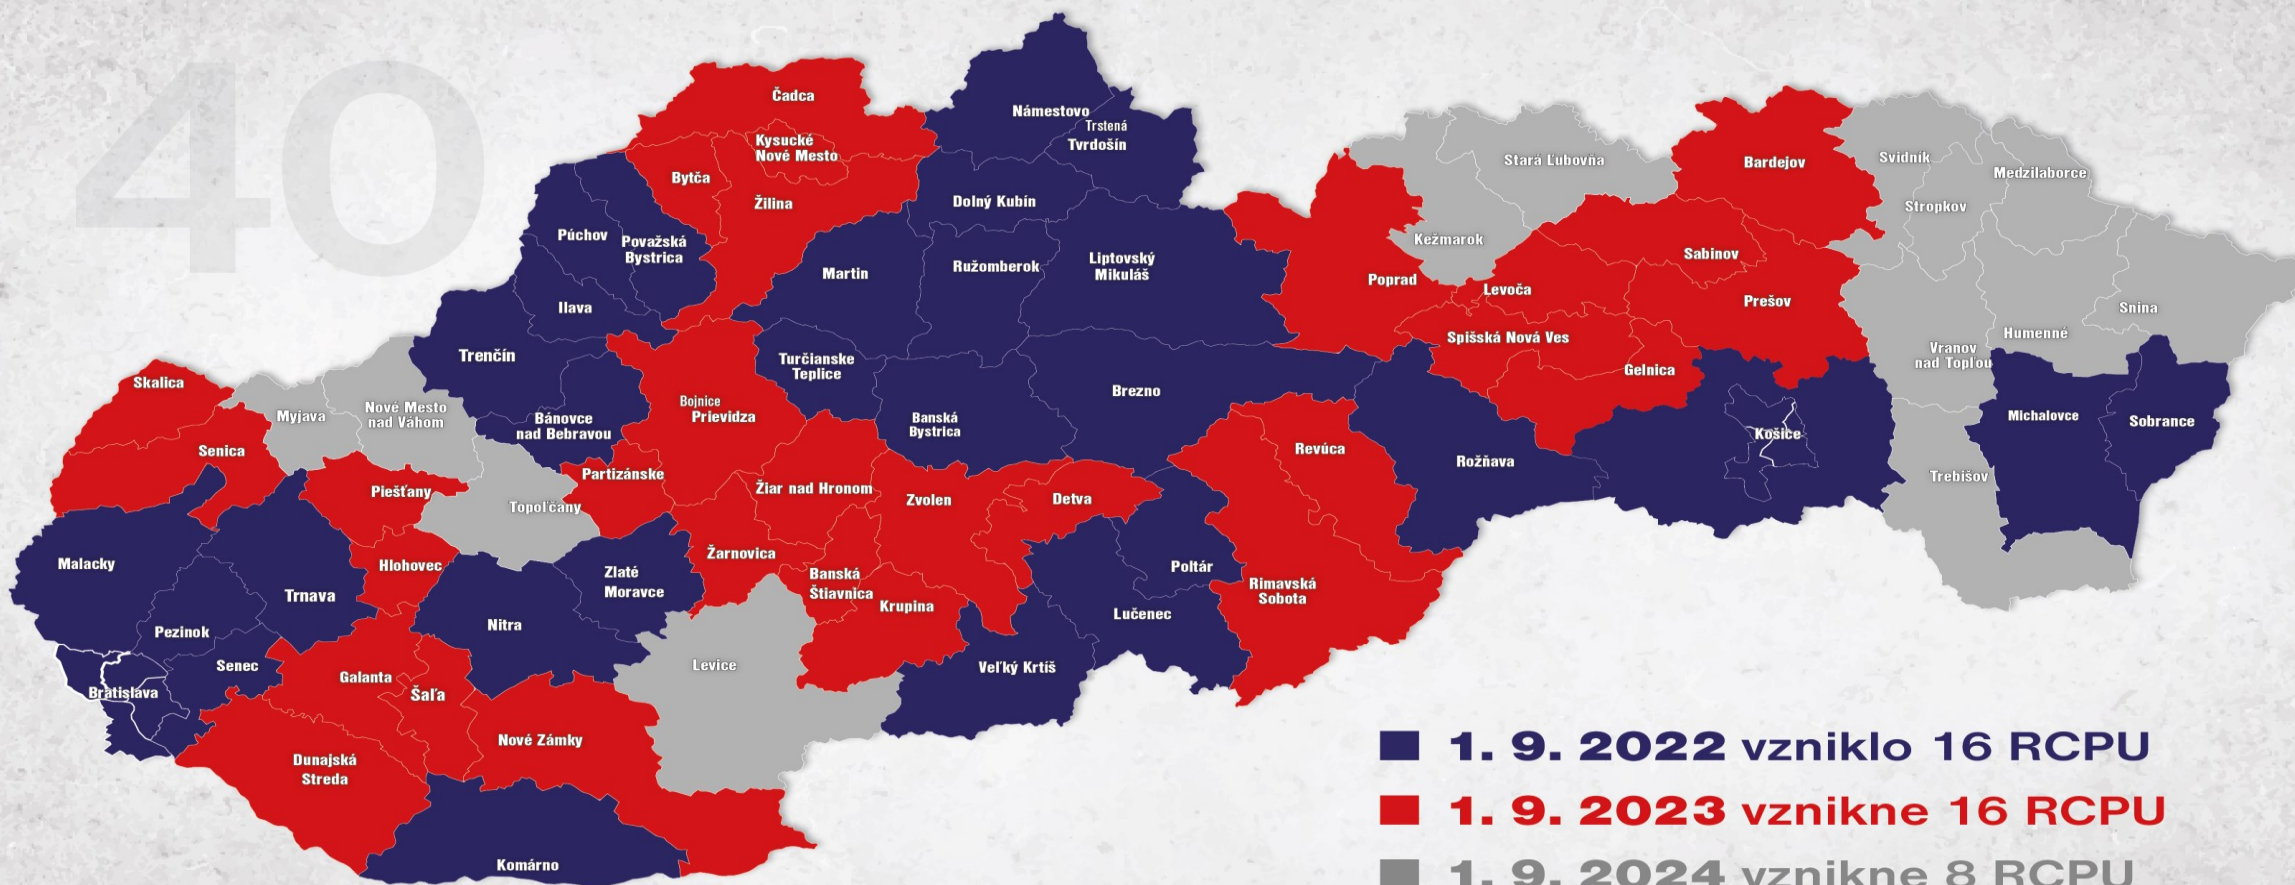 40
Čadca
Námestovo
Trstená
Tvrdošín
Kysucké
Nové Mesto
Bytča
Žilina
Dolný Kubín
Stará Ľubovňa
Bardejov
Svidník
Medzilaborce
Stropkov
Púchov
Považská
Bystrica
Martin
Ružomberok
Liptovský
Mikuláš
Kežmarok
Poprad
Levoča
Sabinov
Prešov
Snina
Ilava
Spišská Nová Ves
Gelnica
Humenné
Vranov
nad Topľou
Trenčín
Turčianske
Teplice
Brezno
Skalica
Myjava
Nové Mesto
nad Váhom
Bánovce
nad Bebravou
Bojnice
Prievidza
Banská
Bystrica
Michalovce
Sobrance
Senica
Košice
Revúca
Rožňava
Partizánske
Piešťany
Topoľčany
Žiar nad Hronom
Zvolen
Detva
Trebišov
Malacky
Hlohovec
Žarnovica
Poltár
Trnava
Zlaté
Moravce
Banská
Štiavnica
Krupina
Rimavská
Sobota
Pezinok
Nitra
Lučenec
Senec
Levice
Veľký Krtíš
Bratislava
Galanta
Šaľa
Nové Zámky
Dunajská
Streda
Komárno
1. 9. 2022 vzniklo 16 RCPU
1. 9. 2023 vznikne 16 RCPU
1. 9. 2024 vznikne 8 RCPU